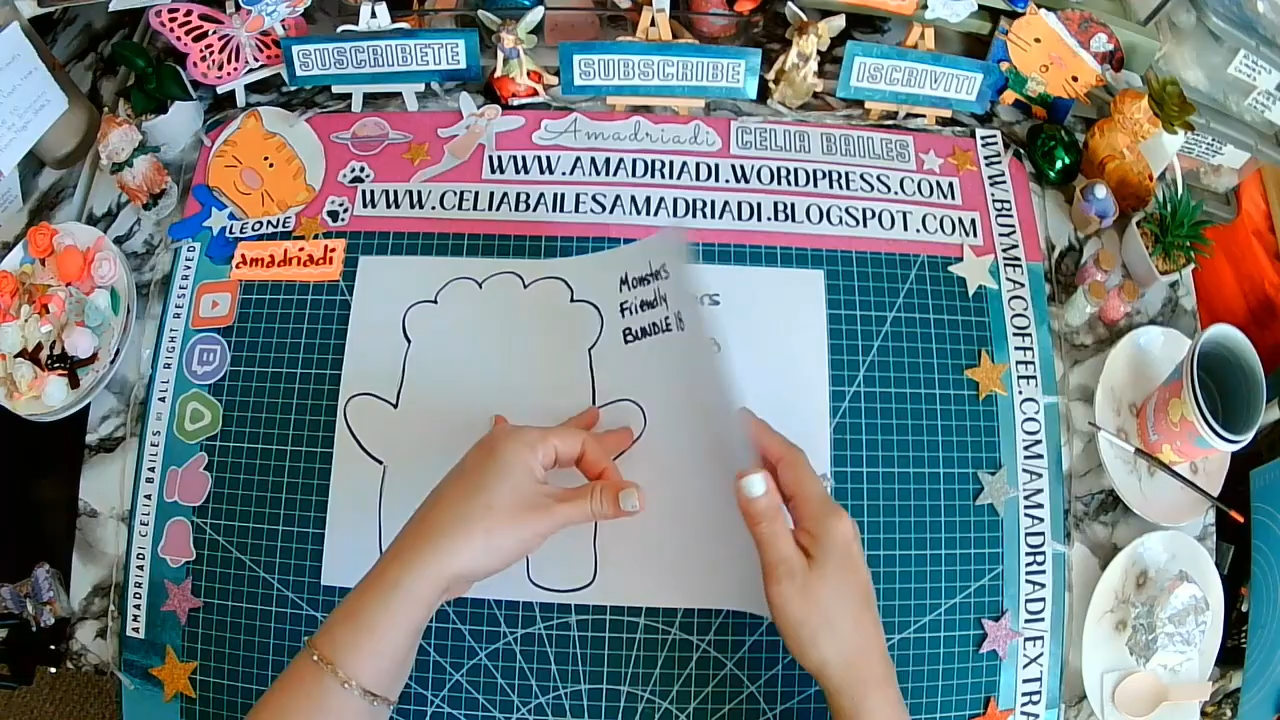 SUSCRIBETE
SUBSCRIBE
ISCRIVITI
Amadriadi CELIA BAILES
WWW.AMADRIADI.WORDPRESS.COM
WWW.CELIABAILESAMADRIADI.BLOGSPOT.COM
LEONE
amadriadi
AMADRIADI CELIA BAILES ALL RIGHT RESERVED
WWW.BUYMEACOFFEE.COM/AMADRIADI/EXTRA
Monsters
Friendly
BUNDLE 18
rs